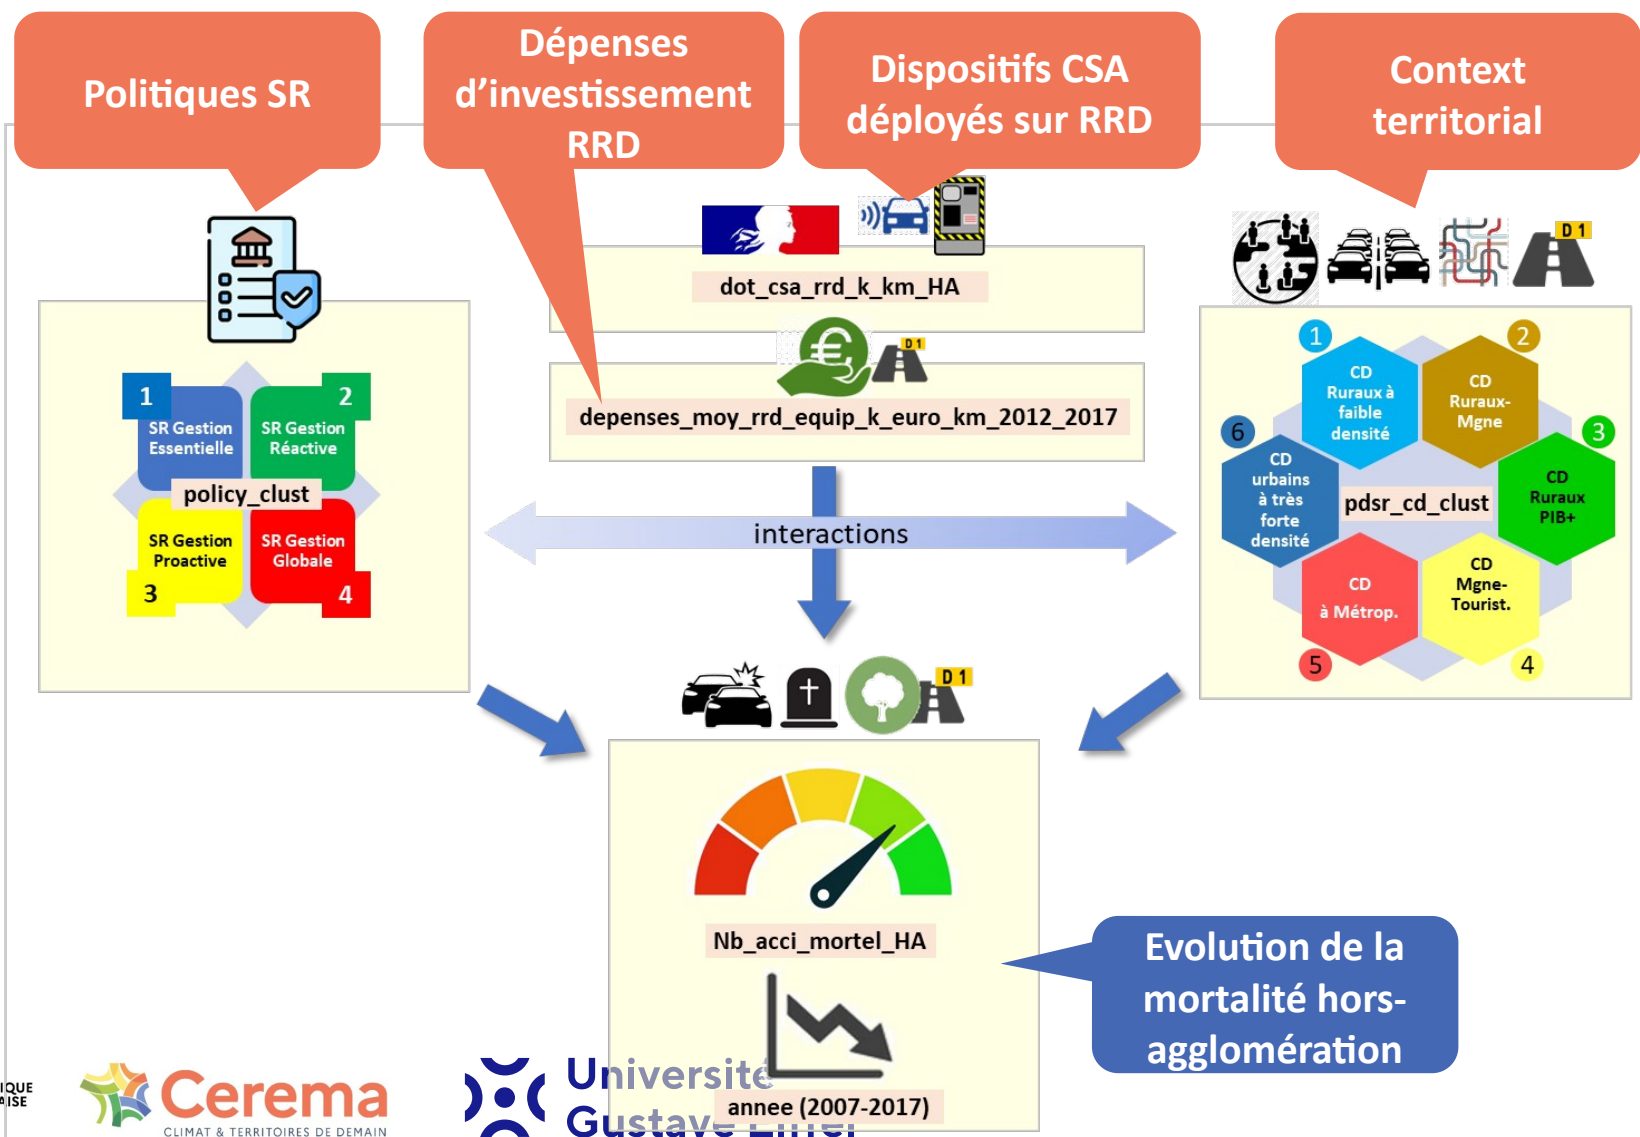 Politiques SR
Dépenses
d'investissement
RRD
Dispositifs CSA
déployés sur RRD
Context
territorial
dot_csa_rrd_k_km_HA
D 1
depenses_moy_rrd_equip_k_euro_km_2012_2017
D 1
1
2
SR Gestion
Essentielle
SR Gestion
Réactive
policy_clust
SR Gestion
Proactive
SR Gestion
Globale
3
4
interactions
1
2
CD
Ruraux à
faible
densité
CD
Ruraux-
Mgne
6
3
CD
urbains
à très
forte
densité
pdsr_cd_clust
CD
Ruraux
PIB+
CD
à Métrop.
CD
Mgne-
Tourist.
5
4
D 1
Nb_acci_mortel_HA
annee (2007-2017)
Evolution de la
mortalité hors-
agglomération
IQUE
AISE
Cerema
CLIMAT & TERRITOIRES DE DEMAIN
Université
Gustave Eiffel